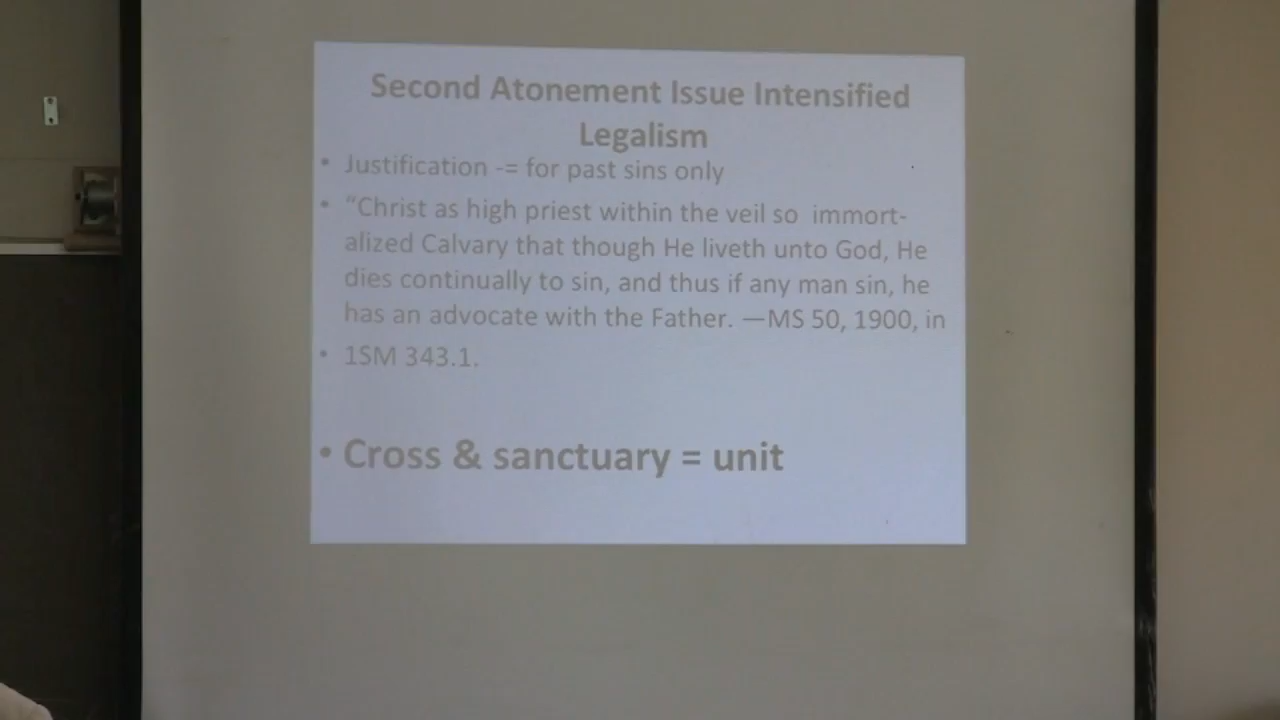 Second Atonement Issue Intensified
Legalism
• Justification -= for past sins only
• “Christ as high priest within the veil so  immort-
alized Calvary that though He liveth unto God, He
dies continually to sin, and thus if any man sin, he
has an advocate with the Father. —MS 50, 1900, in
• 1SM 343.1.
• Cross & sanctuary = unit